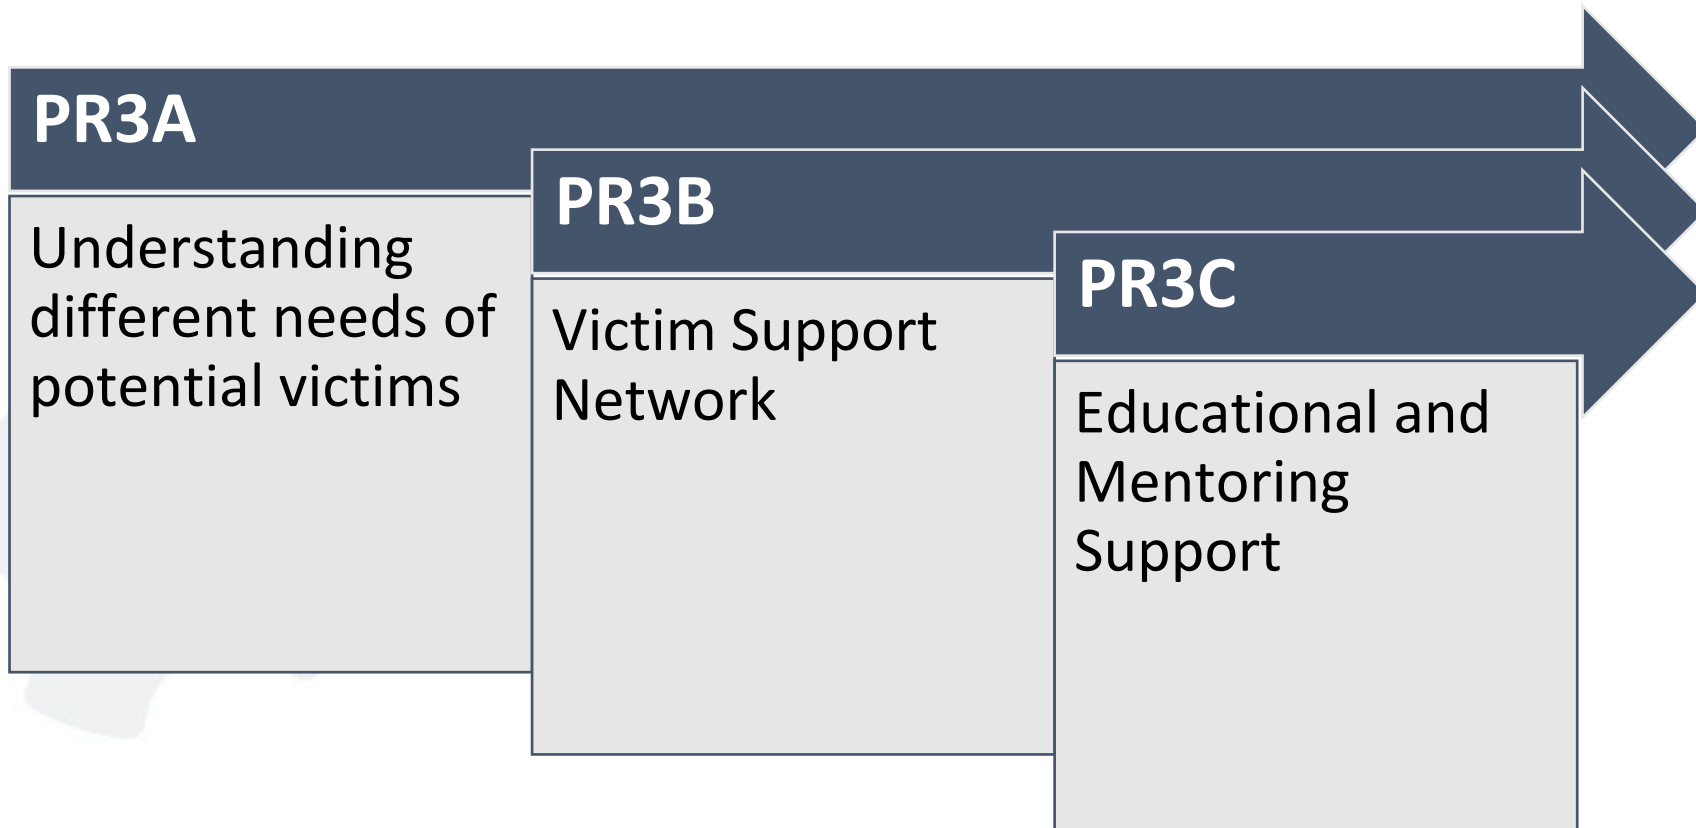 PR3A
Understanding
different needs of
potential victims
PR3B
Victim Support
Network
PR3C
Educational and
Mentoring
Support